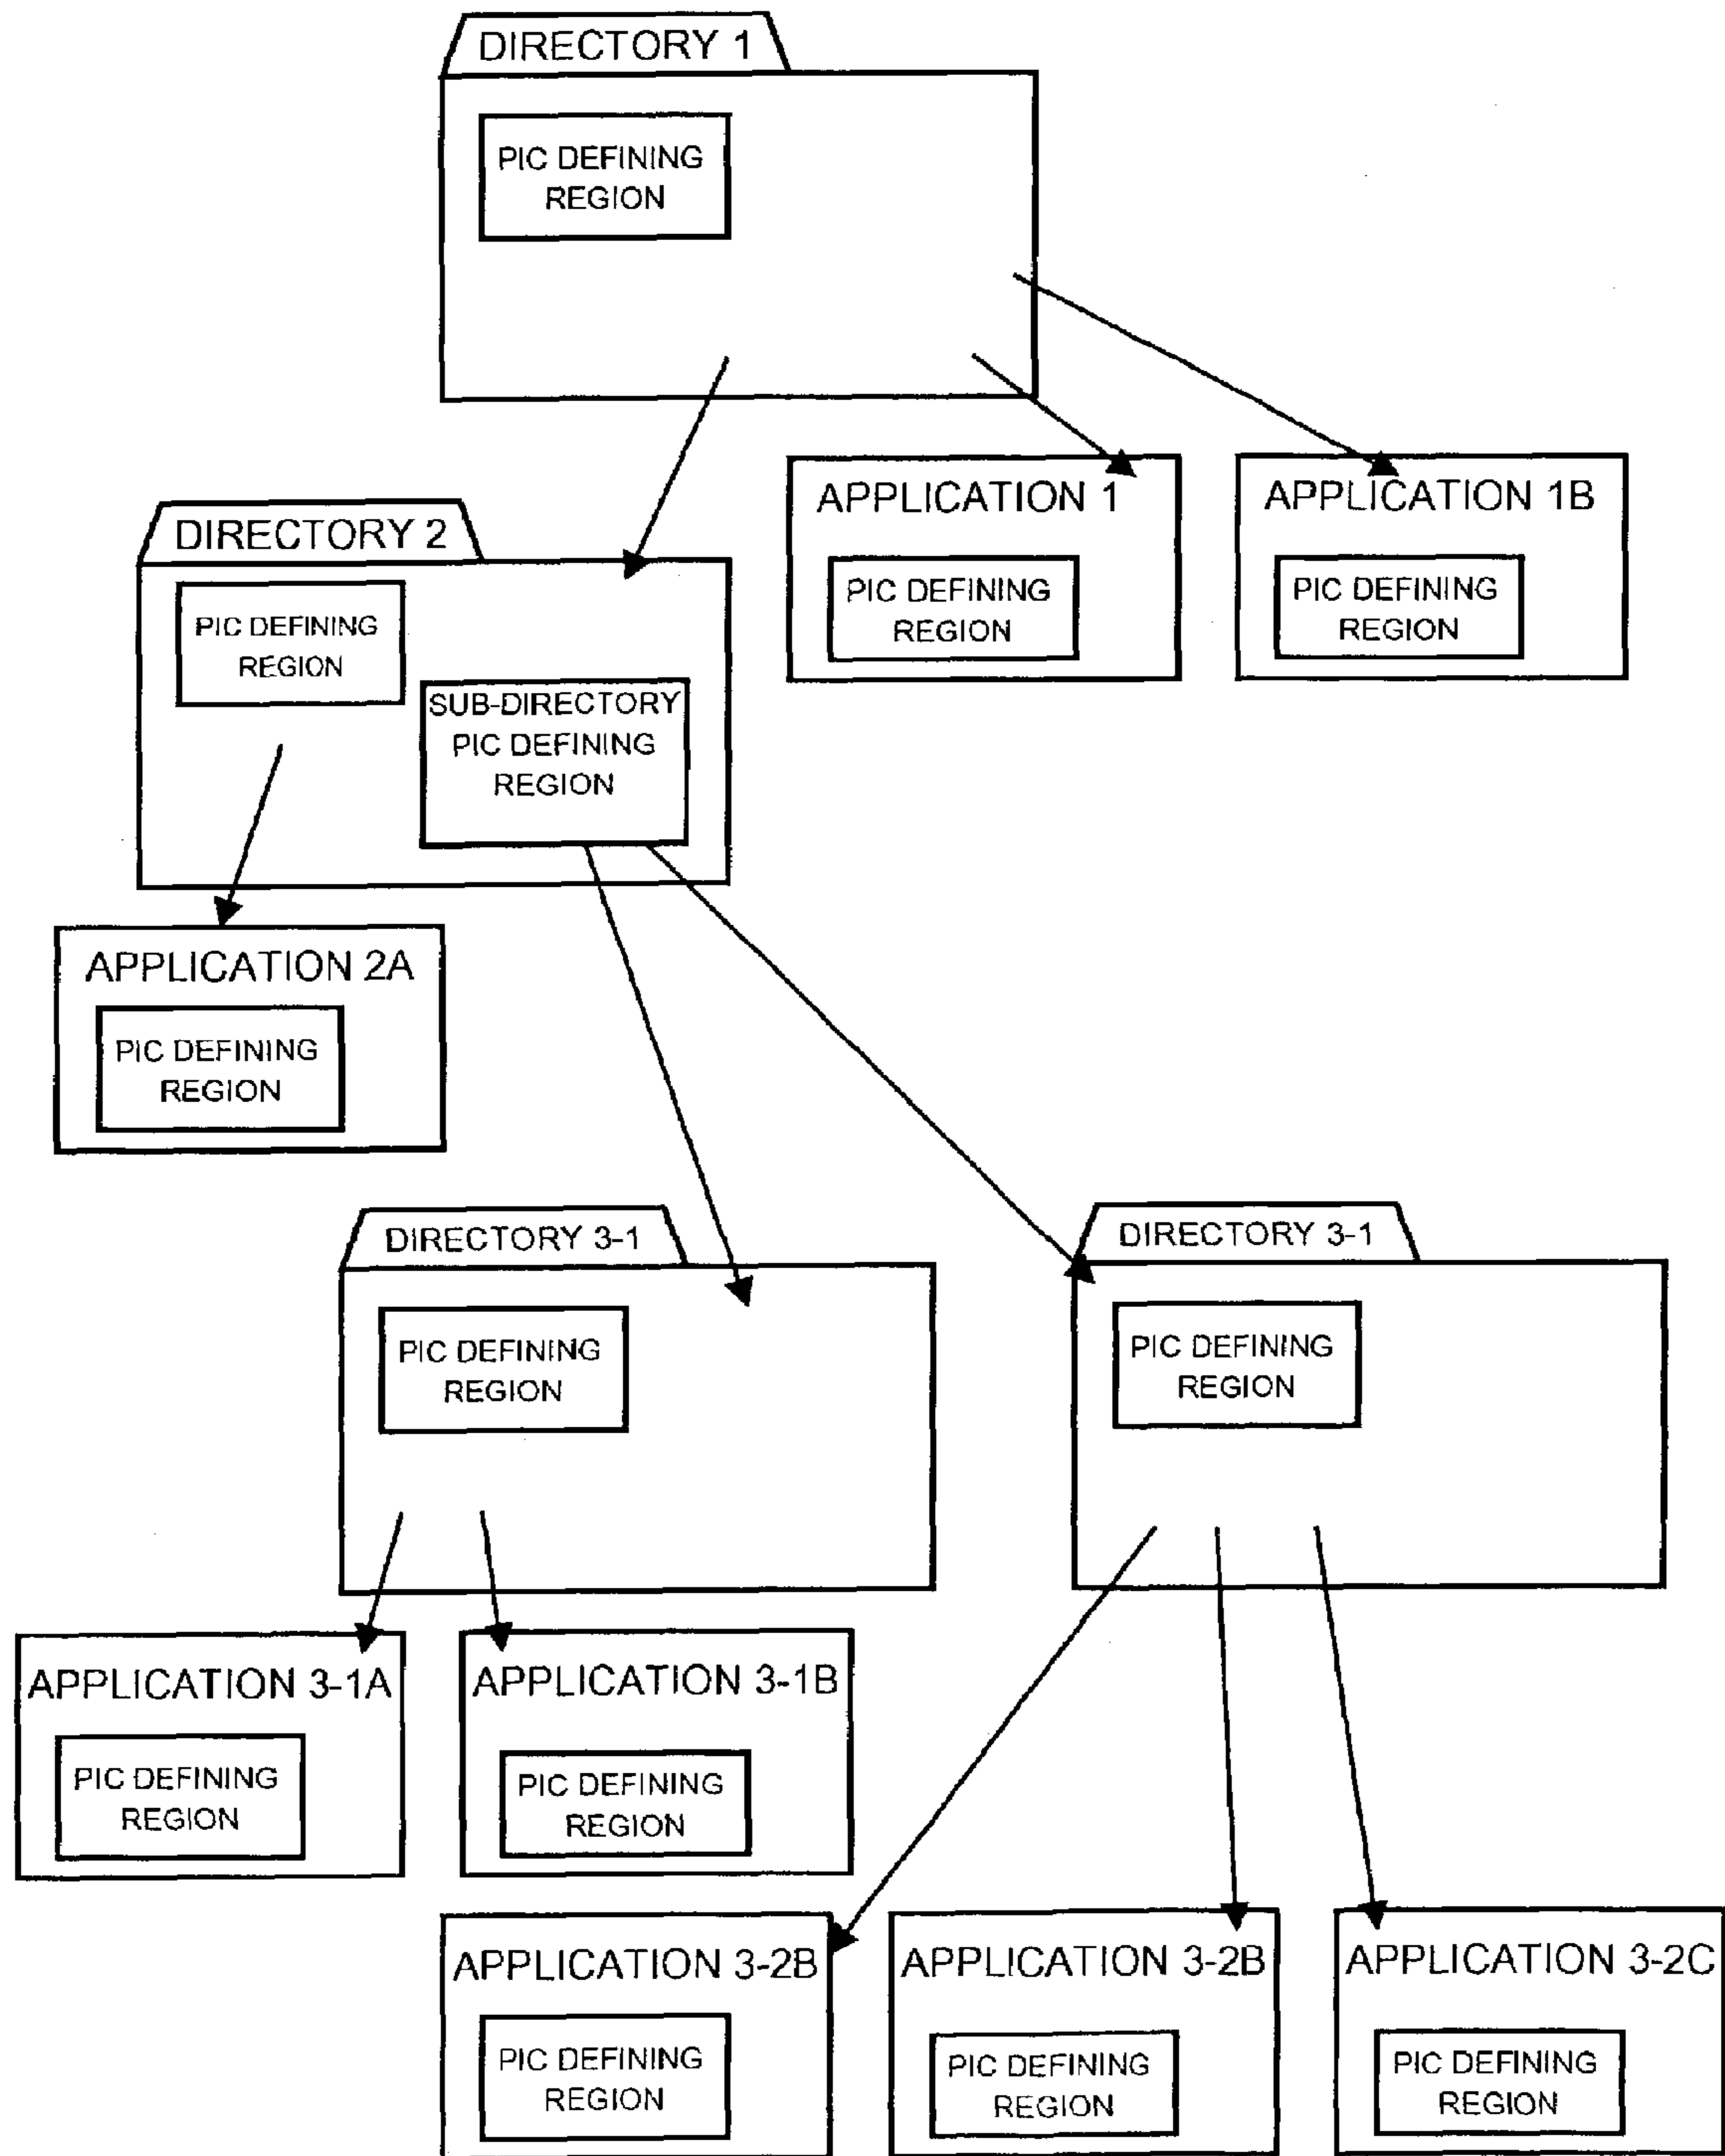 DIRECTORY 1
PIC DEFINING
REGION
APPLICATION 1
PIC DEFINING
REGION
APPLICATION 1B
PIC DEFINING
REGION
DIRECTORY 2
PIC DEFINING
REGION
SUB-DIRECTORY
PIC DEFINING
REGION
APPLICATION 2A
PIC DEFINING
REGION
DIRECTORY 3-1
PIC DEFINING
REGION
DIRECTORY 3-1
PIC DEFINING
REGION
APPLICATION 3-1A
PIC DEFINING
REGION
APPLICATION 3-1B
PIC DEFINING
REGION
APPLICATION 3-2B
PIC DEFINING
REGION
APPLICATION 3-2B
PIC DEFINING
REGION
APPLICATION 3-2C
PIC DEFINING
REGION